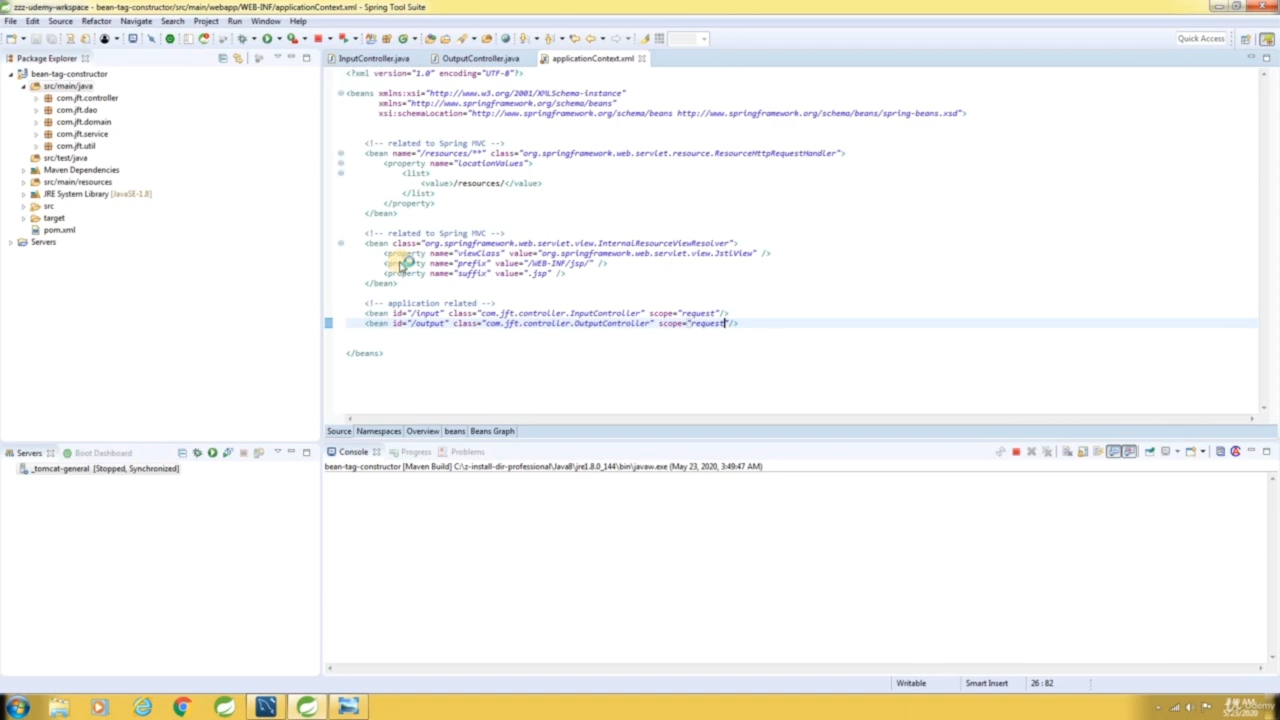 zzz-udemy-wrkspace - bean-tag-constructor/src/main/webapp/WEB-INF/applicationContext.xml - Spring Tool Suite
File Edit Source Refactor Navigate Search Project Run Window Help
Quick Access
Package Explorer
InputController.java OutputController.java applicationContext.xml
bean-tag-constructor
src/main/java
com.jft.controller
com.jft.dao
com.jft.domain
com.jft.service
com.jft.util
src/test/java
Maven Dependencies
src/main/resources
JRE System Library [JavaSE-1.8]
src
target
pom.xml
Servers
<?xml version="1.0" encoding="UTF-8"?>
<beans xmlns:xsi="http://www.w3.org/2001/XMLSchema-instance"
xmlns="http://www.springframework.org/schema/beans"
xsi:schemaLocation="http://www.springframework.org/schema/beans http://www.springframework.org/schema/beans/spring-beans.xsd">
<!-- related to Spring MVC -->
<bean name="/resources/**" class="org.springframework.web.servlet.resource.ResourceHttpRequestHandler">
<property name="locationValues">
<list>
<value>/resources/</value>
</list>
</property>
</bean>
<!-- related to Spring MVC -->
<bean class="org.springframework.web.servlet.view.InternalResourceViewResolver">
<property name="viewClass" value="org.springframework.web.servlet.view.JstlView" />
<property name="prefix" value="/WEB-INF/jsp/" />
<property name="suffix" value=".jsp" />
</bean>
<!-- application related -->
<bean id="/input" class="com.jft.controller.InputController" scope="request"/>
<bean id="/output" class="com.jft.controller.OutputController" scope="request"/>
</beans>
Source Namespaces Overview beans Beans Graph
Servers Boot Dashboard
_tomcat-general [Stopped, Synchronized]
Console Progress Problems
bean-tag-constructor [Maven Build] C:\z-install-dir-professional\Java8\jre1.8.0_144\bin\javaw.exe (May 23, 2020, 3:49:47 AM)
Writable Smart Insert 26 : 82
5/23/2020